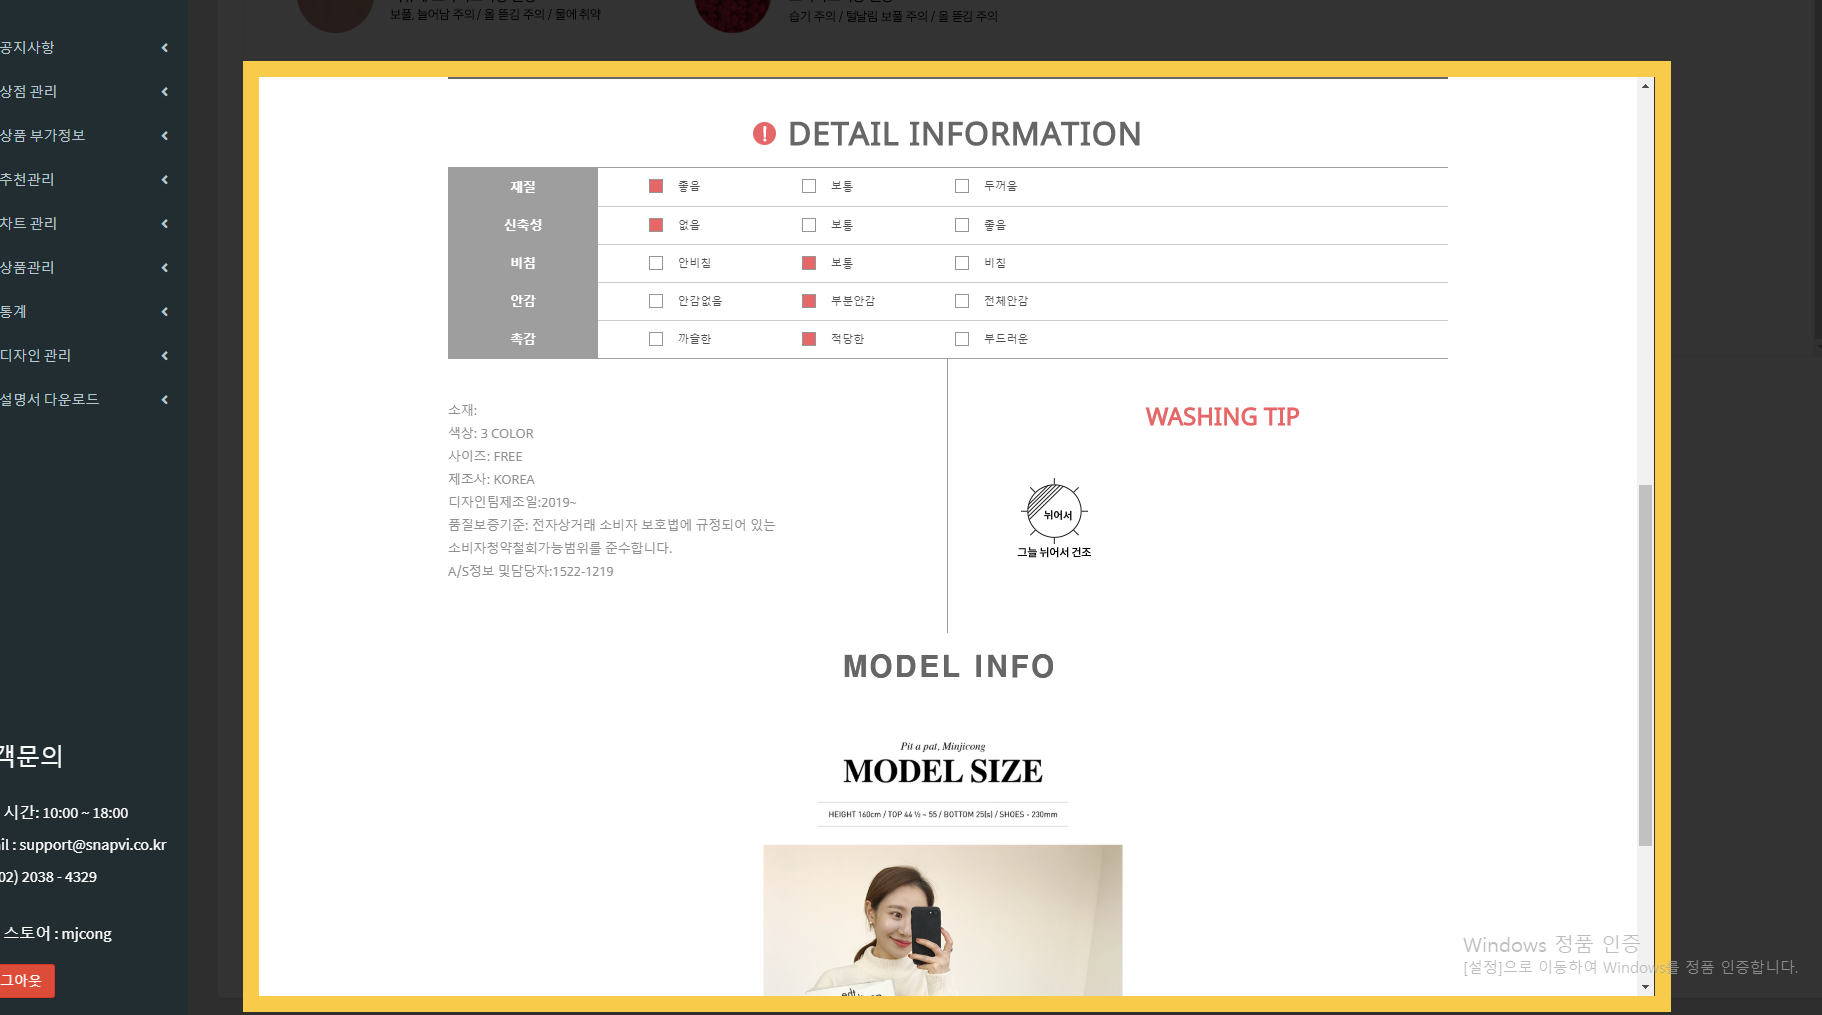 보풀, 늘어남 주의 / 올 뜯김 주의 / 물에 취약
습기 주의 / 털날림 보풀 주의 / 올 뜯김 주의
공지사항
상점 관리
상품 부가정보
추천관리
차트 관리
상품관리
통계
디자인 관리
설명서 다운로드
객문의
시간: 10:00 ~ 18:00
il : support@snapvi.co.kr
02) 2038 - 4329
스토어 : mjcong
그아웃
DETAIL INFORMATION
재질 좋음 보통 두꺼움
신축성 없음 보통 좋음
비침 안비침 보통 비침
안감 안감없음 부분안감 전체안감
촉감 까슬한 적당한 부드러운
소재:
색상: 3 COLOR
사이즈: FREE
제조사: KOREA
디자인팀제조일:2019~
품질보증기준: 전자상거래 소비자 보호법에 규정되어 있는
소비자청약철회가능범위를 준수합니다.
A/S정보 및담당자:1522-1219
WASHING TIP
뉘어서
그늘 뉘어서 건조
MODEL INFO
Pit a pat, Minjicong
MODEL SIZE
HEIGHT 160cm / TOP 44 ½ ~ 55 / BOTTOM 25(s) / SHOES - 230mm
Windows 정품 인증
[설정]으로 이동하여 Windows를 정품 인증합니다.